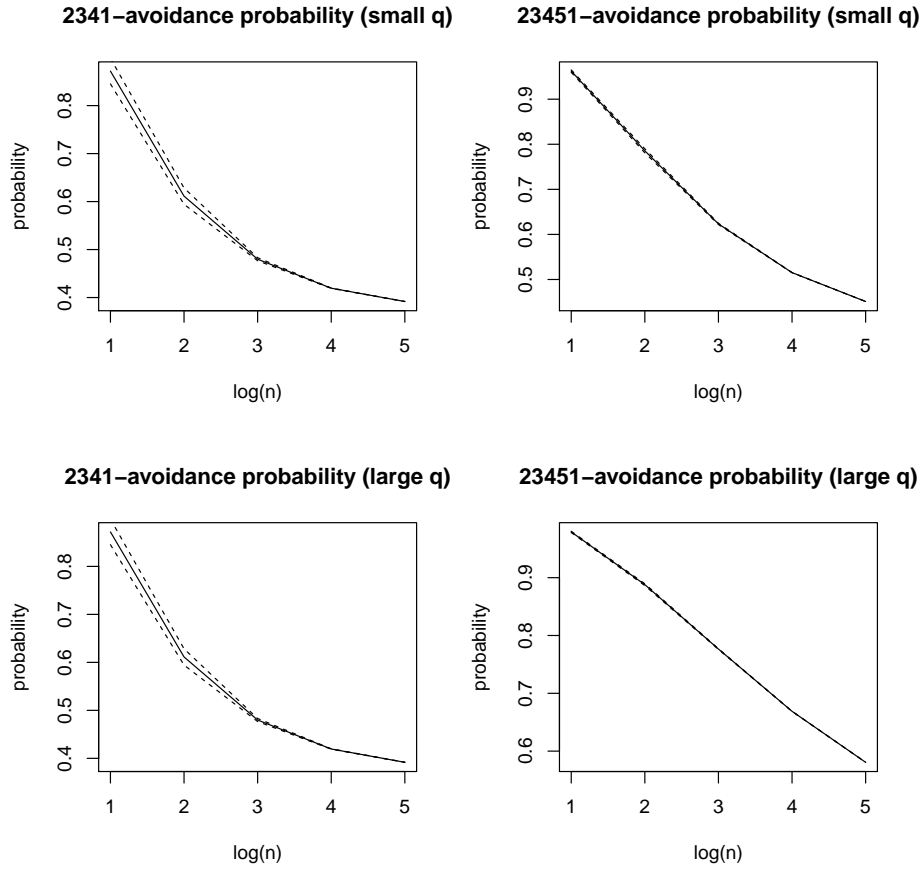 2341−avoidance probability (small q)
probability
0.4 0.5 0.6 0.7 0.8
1 2 3 4 5
log(n)
23451−avoidance probability (small q)
probability
0.5 0.6 0.7 0.8 0.9
1 2 3 4 5
log(n)
2341−avoidance probability (large q)
probability
0.4 0.5 0.6 0.7 0.8
1 2 3 4 5
log(n)
23451−avoidance probability (large q)
probability
0.6 0.7 0.8 0.9
1 2 3 4 5
log(n)